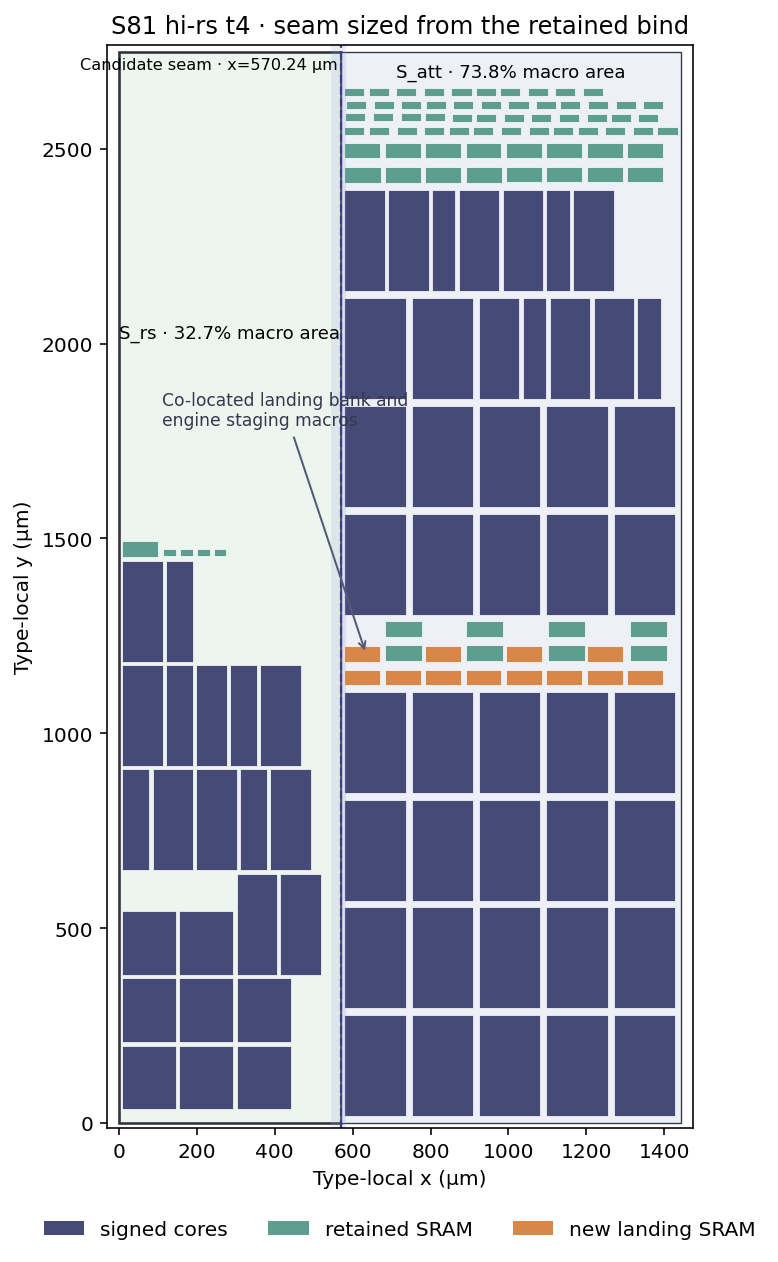 S81 hi-rs t4 · seam sized from the retained bind
Candidate seam · x=570.24 µm
S_att · 73.8% macro area
S_rs · 32.7% macro area
Co-located landing bank and
engine staging macros
Type-local y (µm)
2500
2000
1500
1000
500
0
0 200 400 600 800 1000 1200 1400
Type-local x (µm)
signed cores
retained SRAM
new landing SRAM